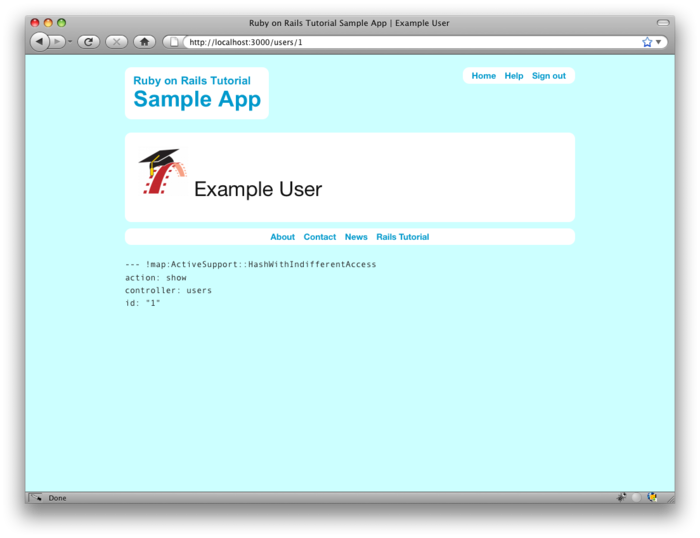 Ruby on Rails Tutorial Sample App | Example User
http://localhost:3000/users/1
Ruby on Rails Tutorial
Sample App
Home Help Sign out
Example User
About Contact News Rails Tutorial
--- !map:ActiveSupport::HashWithIndifferentAccess
action: show
controller: users
id: "1"
Done